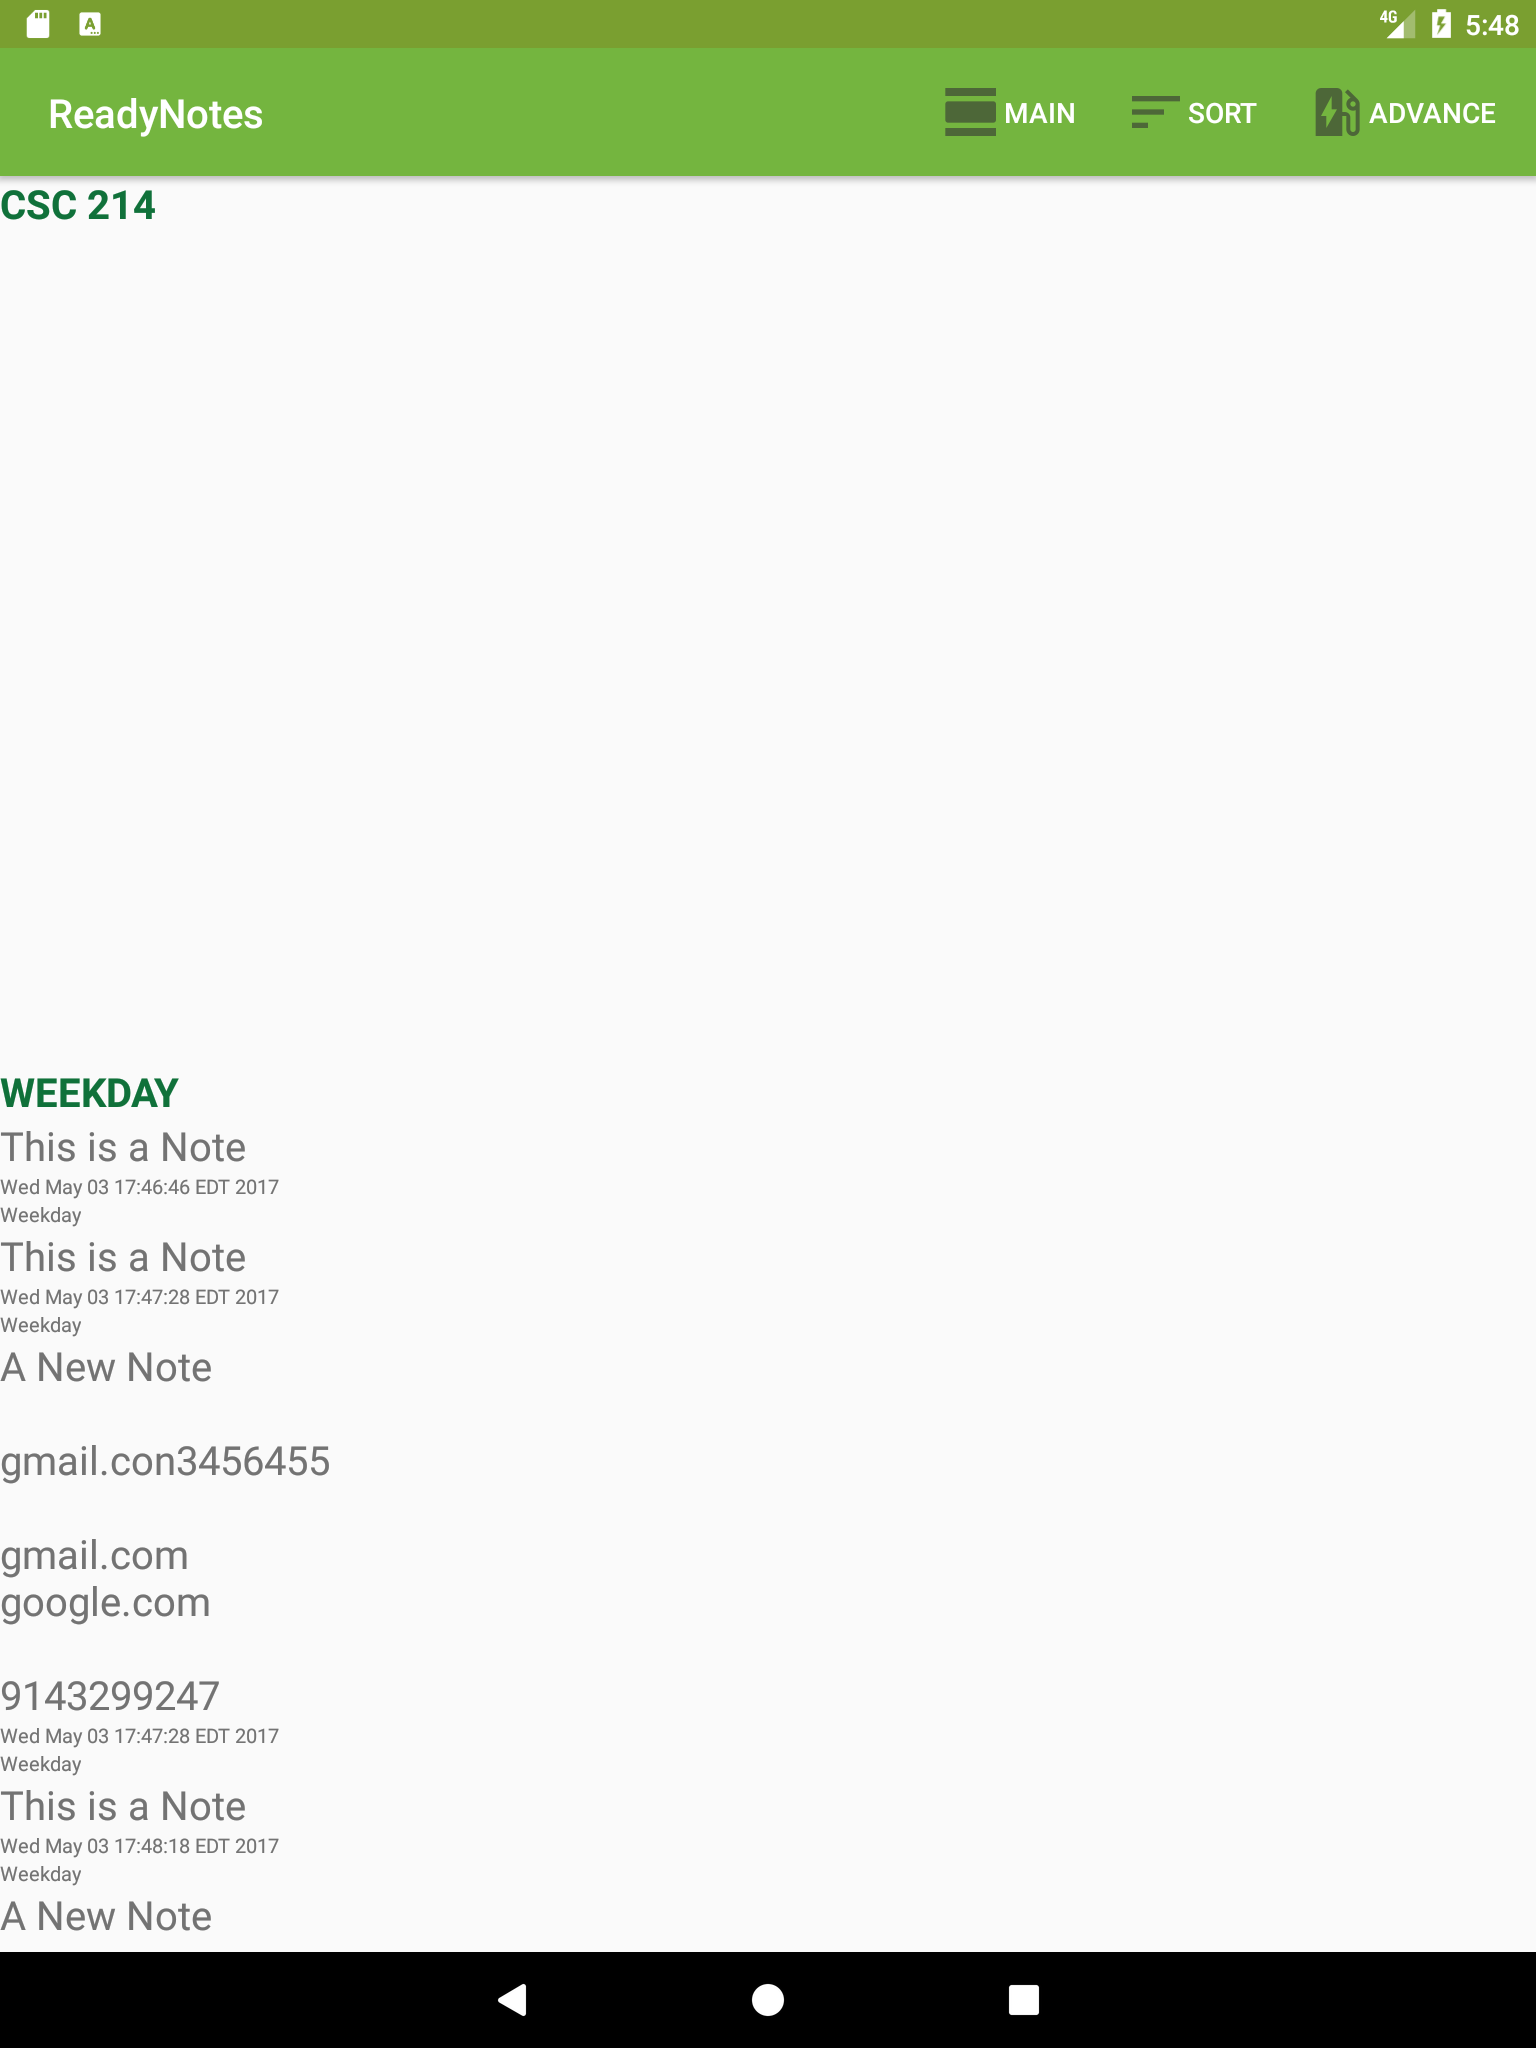 4G 5:48
ReadyNotes MAIN SORT ADVANCE
CSC 214
WEEKDAY
This is a Note
Wed May 03 17:46:46 EDT 2017
Weekday
This is a Note
Wed May 03 17:47:28 EDT 2017
Weekday
A New Note
gmail.con3456455
gmail.com
google.com
9143299247
Wed May 03 17:47:28 EDT 2017
Weekday
This is a Note
Wed May 03 17:48:18 EDT 2017
Weekday
A New Note